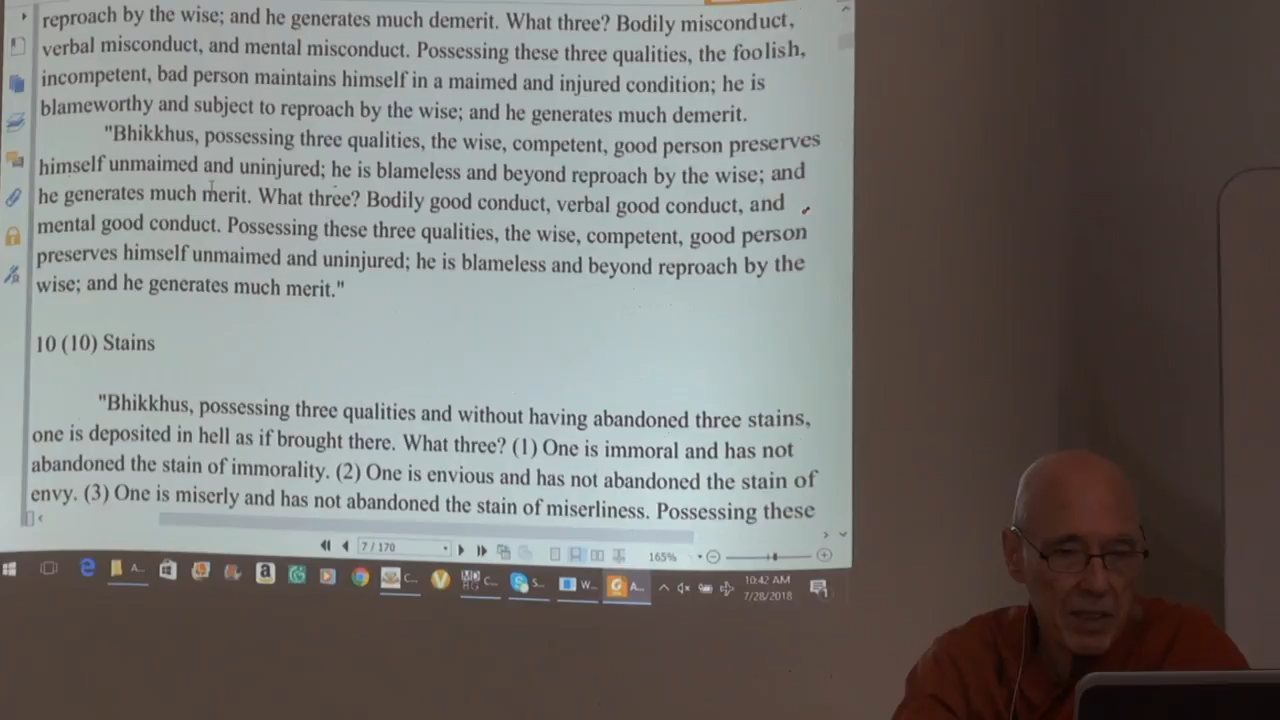 reproach by the wise; and he generates much demerit. What three? Bodily misconduct,
verbal misconduct, and mental misconduct. Possessing these three qualities, the foolish,
incompetent, bad person maintains himself in a maimed and injured condition; he is
blameworthy and subject to reproach by the wise; and he generates much demerit.
"Bhikkhus, possessing three qualities, the wise, competent, good person preserves
himself unmaimed and uninjured; he is blameless and beyond reproach by the wise; and
he generates much merit. What three? Bodily good conduct, verbal good conduct, and
mental good conduct. Possessing these three qualities, the wise, competent, good person
preserves himself unmaimed and uninjured; he is blameless and beyond reproach by the
wise; and he generates much merit."
10 (10) Stains
"Bhikkhus, possessing three qualities and without having abandoned three stains,
one is deposited in hell as if brought there. What three? (1) One is immoral and has not
abandoned the stain of immorality. (2) One is envious and has not abandoned the stain of
envy. (3) One is miserly and has not abandoned the stain of miserliness. Possessing these
7 / 170
165%
A...
C...
C...
S...
W...
A...
10:42 AM
7/28/2018